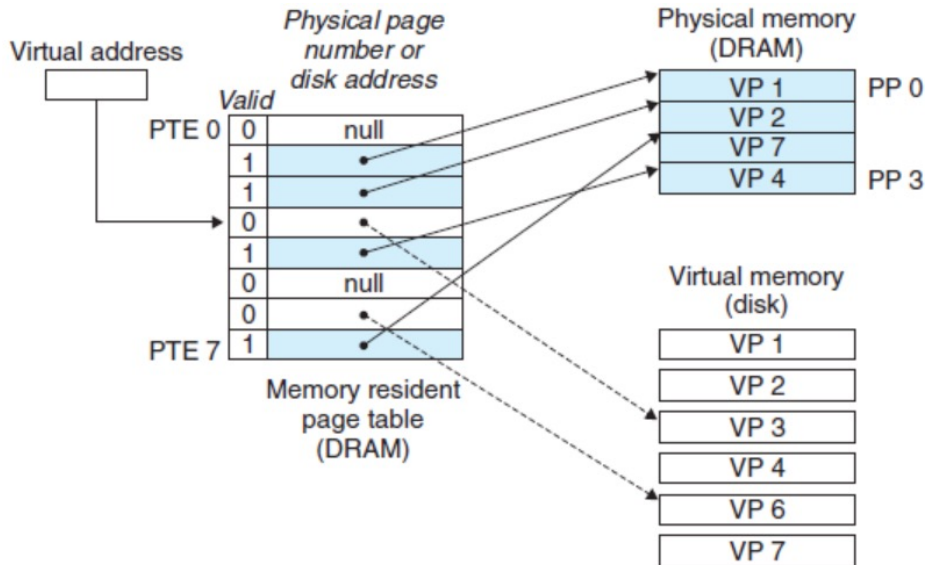 Virtual address
Physical page
number or
disk address
Valid
PTE 0 0 null
1
1
0
1
0 null
0
PTE 7 1
Memory resident
page table
(DRAM)
Physical memory
(DRAM)
VP 1 PP 0
VP 2
VP 7
VP 4 PP 3
Virtual memory
(disk)
VP 1
VP 2
VP 3
VP 4
VP 6
VP 7